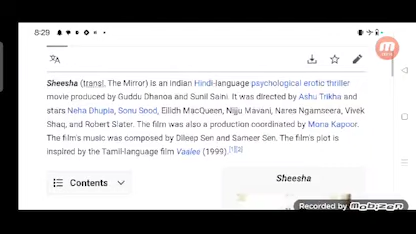 8:29
Sheesha (transl. The Mirror) is an Indian Hindi-language psychological erotic thriller
movie produced by Guddu Dhanoa and Sunil Saini. It was directed by Ashu Trikha and
stars Neha Dhupia, Sonu Sood, Eilidh MacQueen, Nijju Mavani, Nares Ngamseera, Vivek
Shaq, and Robert Slater. The film was also a production coordinated by Mona Kapoor.
The film's music was composed by Dileep Sen and Sameer Sen. The film's plot is
inspired by the Tamil-language film Vaalee (1999).[1][2]
Contents
Sheesha
Recorded by Mobizen